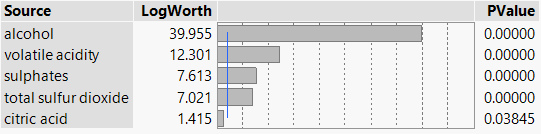 Source LogWorth PValue
alcohol 39.955 0.00000
volatile acidity 12.301 0.00000
sulphates 7.613 0.00000
total sulfur dioxide 7.021 0.00000
citric acid 1.415 0.03845